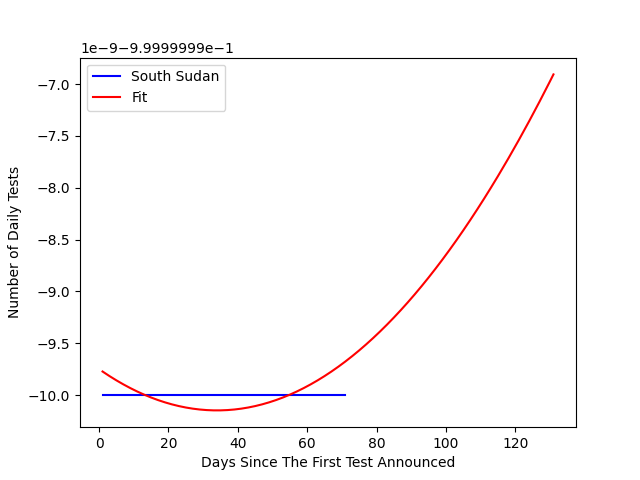 1e−9−9.9999999e−1
South Sudan
Fit
−7.0
−7.5
−8.0
−8.5
−9.0
−9.5
−10.0
Number of Daily Tests
0 20 40 60 80 100 120
Days Since The First Test Announced